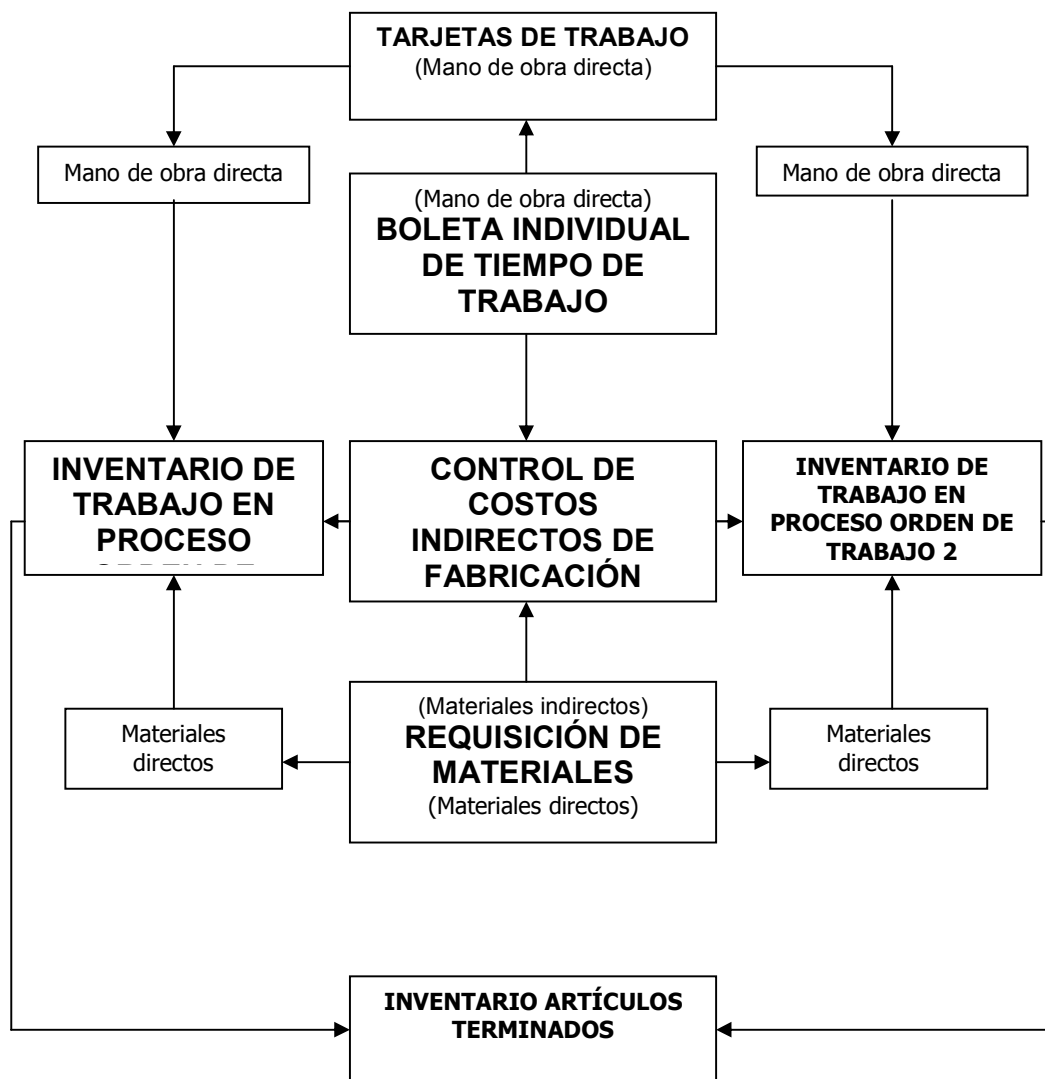 TARJETAS DE TRABAJO
(Mano de obra directa)
Mano de obra directa
Mano de obra directa
(Mano de obra directa)
BOLETA INDIVIDUAL
DE TIEMPO DE
TRABAJO
INVENTARIO DE
TRABAJO EN
PROCESO
CONTROL DE
COSTOS
INDIRECTOS DE
FABRICACIÓN
INVENTARIO DE
TRABAJO EN
PROCESO ORDEN DE
TRABAJO 2
Materiales
directos
(Materiales indirectos)
REQUISICIÓN DE
MATERIALES
(Materiales directos)
Materiales
directos
INVENTARIO ARTÍCULOS
TERMINADOS